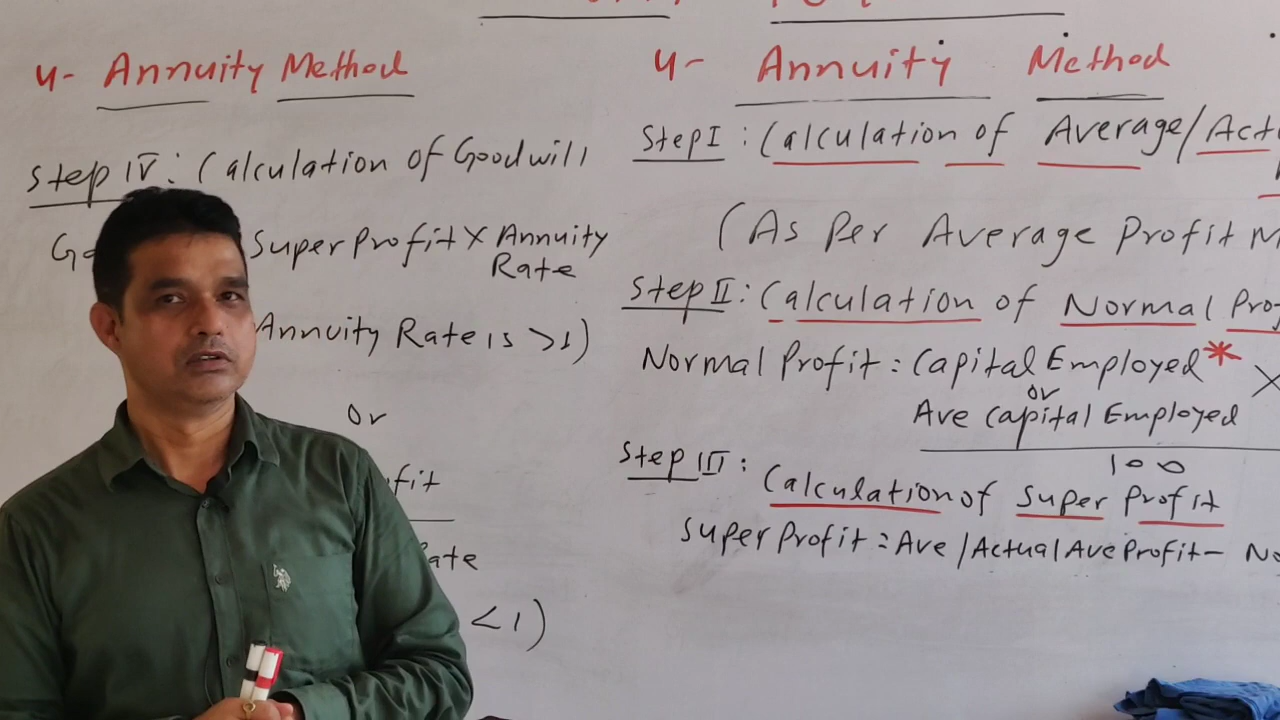 4- Annuity Method
Step IV: Calculation of Goodwill
Super Profit X Annuity
Rate
Annuity Rate is >1)
Or
<1)
4- Annuity Method
Step I: Calculation of Average/
(As Per Average Profit
Step II: Calculation of Normal
Normal Profit: Capital Employed* X
or
Ave Capital Employed
100
Step III:
Calculation of Super Profit
Super Profit = Ave/Actual Ave Profit -